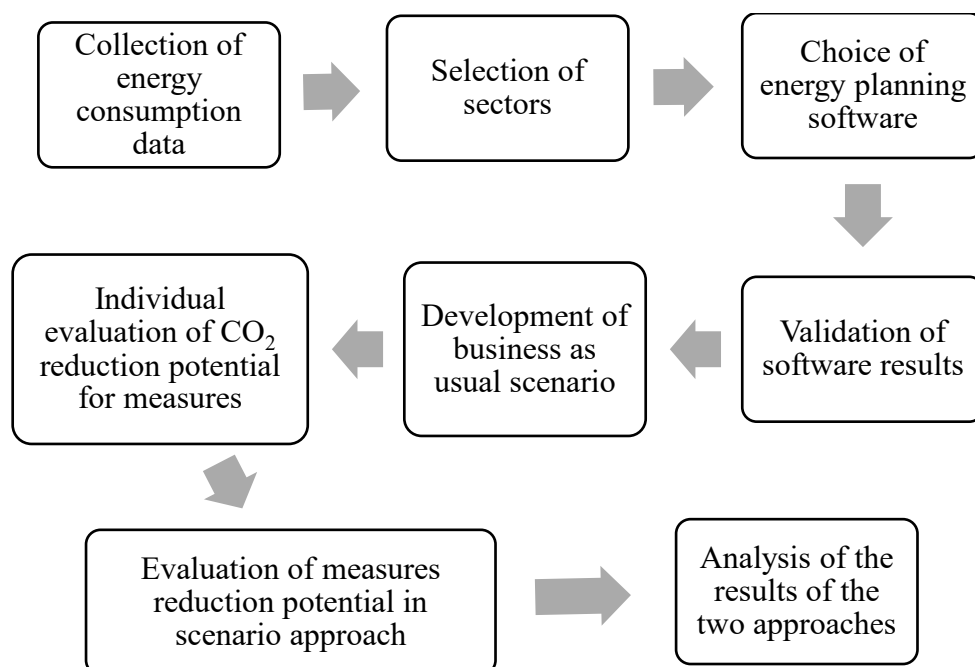 Collection of
energy
consumption
data
Selection of
sectors
Choice of
energy planning
software
Validation of
software results
Development of
business as
usual scenario
Individual
evaluation of CO₂
reduction potential
for measures
Evaluation of measures
reduction potential in
scenario approach
Analysis of the
results of the
two approaches